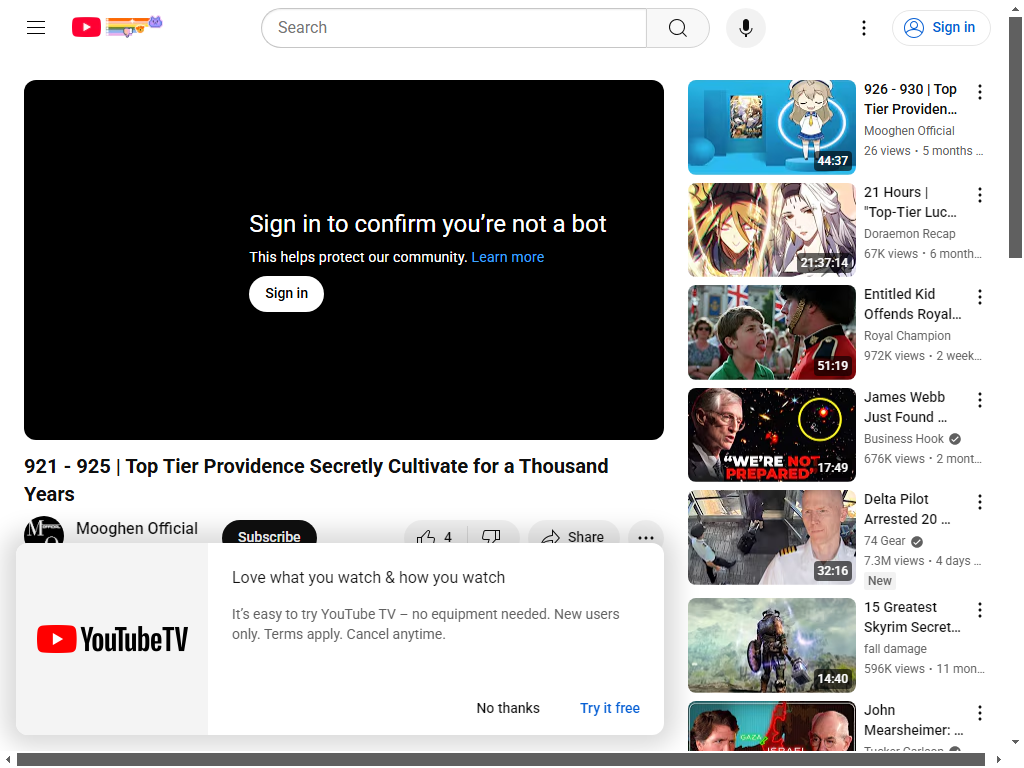 Search
Sign in
Sign in to confirm you’re not a bot
This helps protect our community. Learn more
Sign in
921 - 925 | Top Tier Providence Secretly Cultivate for a Thousand
Years
Mooghen Official
Subscribe
4
Share
YouTubeTV
Love what you watch & how you watch
It’s easy to try YouTube TV – no equipment needed. New users
only. Terms apply. Cancel anytime.
No thanks
Try it free
44:37
926 - 930 | Top
Tier Providen…
Mooghen Official
26 views • 5 months …
21:37:14
21 Hours |
"Top-Tier Luc…
Doraemon Recap
67K views • 6 month…
51:19
Entitled Kid
Offends Royal…
Royal Champion
972K views • 2 week…
“WE’RE NOT
PREPARED”
17:49
James Webb
Just Found …
Business Hook
676K views • 2 mont…
32:16
Delta Pilot
Arrested 20 …
74 Gear
7.3M views • 4 days …
New
14:40
15 Greatest
Skyrim Secret…
fall damage
596K views • 11 mon…
GAZA
ISRAEL
John
Mearsheimer: …
Tucker Carlson